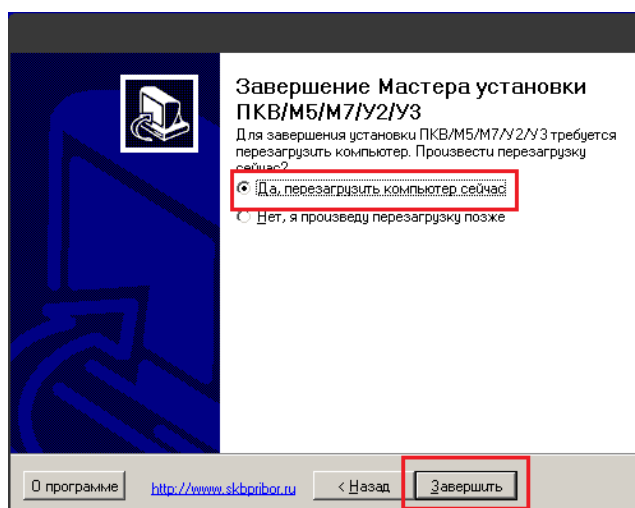 Завершение Мастера установки
ПКВ/М5/М7/У2/У3
Для завершения установки ПКВ/М5/М7/У2/У3 требуется
перезагрузить компьютер. Произвести перезагрузку
сейчас?
Да, перезагрузить компьютер сейчас
Нет, я произведу перезагрузку позже
О программе http://www.skbpribor.ru < Назад Завершить